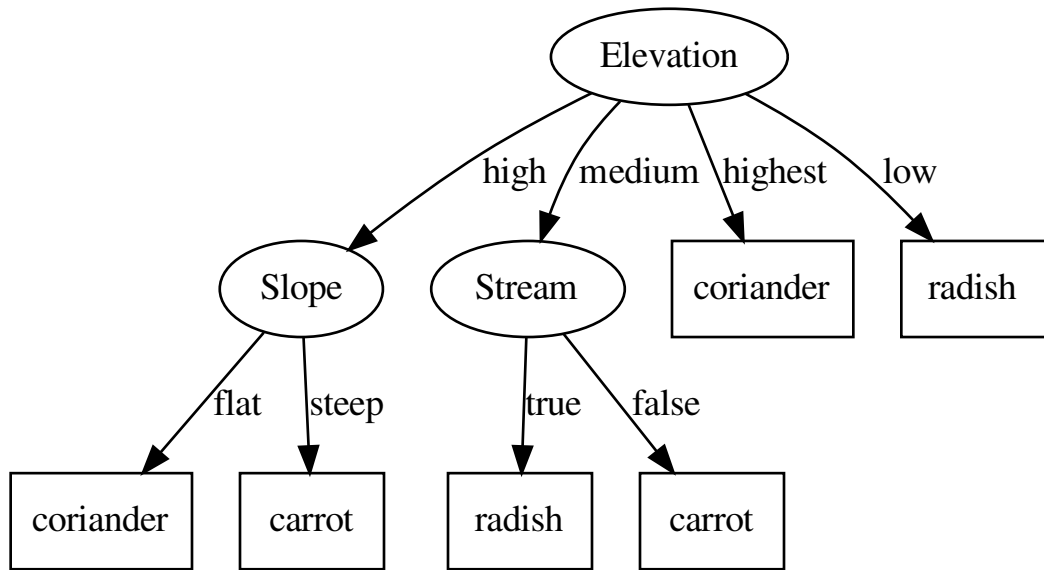 Elevation
high medium highest low
Slope Stream coriander radish
flat steep true false
coriander carrot radish carrot